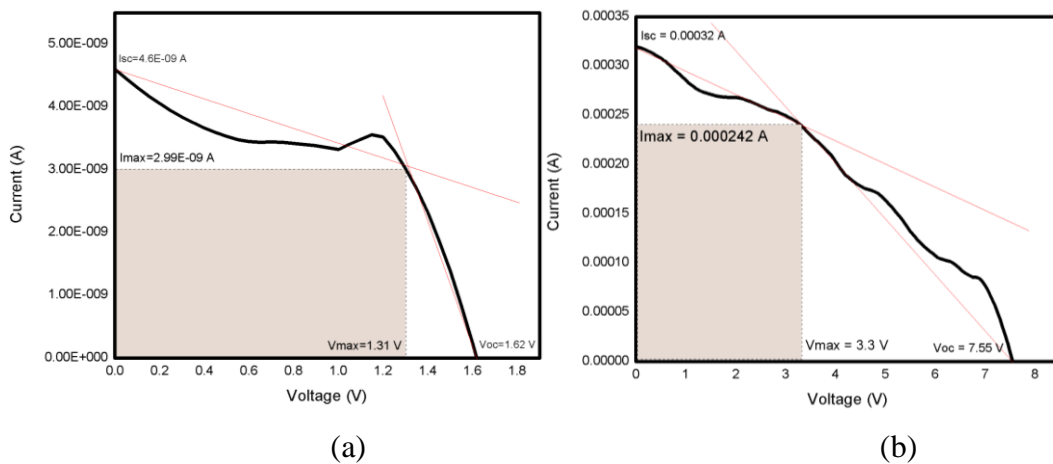 5.00E-009
4.00E-009
3.00E-009
2.00E-009
1.00E-009
0.00E+000
Current (A)
Isc=4.6E-09 A
Imax=2.99E-09 A
Vmax=1.31 V
Voc=1.62 V
0.0 0.2 0.4 0.6 0.8 1.0 1.2 1.4 1.6 1.8
Voltage (V)
(a)
0.00035
0.00030
0.00025
0.00020
0.00015
0.00010
0.00005
0.00000
Current (A)
Isc = 0.00032 A
Imax = 0.000242 A
Vmax = 3.3 V
Voc = 7.55 V
0 1 2 3 4 5 6 7 8
Voltage (V)
(b)